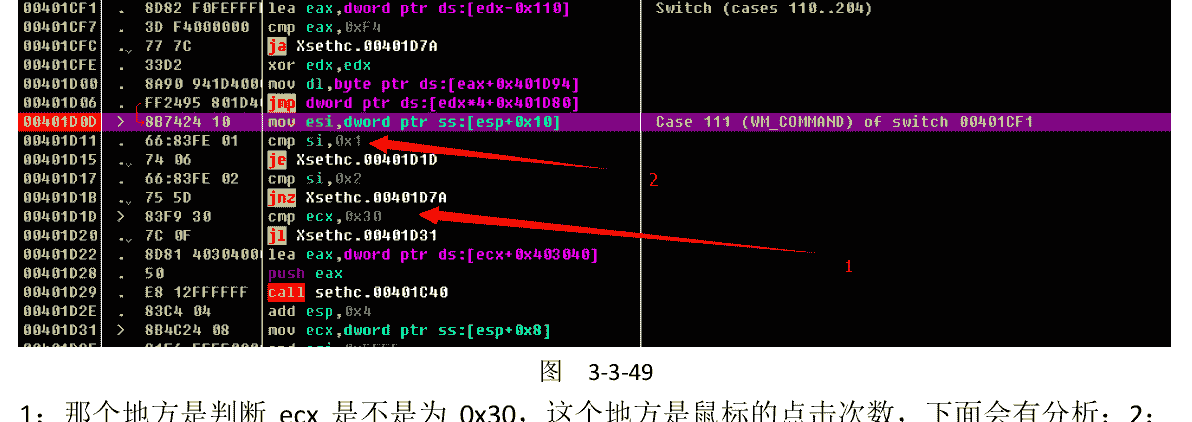 00401CF1 . 8D82 F0FEFFFF lea eax,dword ptr ds:[edx-0x110] Switch (cases 110..204)
00401CF7 . 3D F4000000 cmp eax,0xF4
00401CFC .ˬ 77 7C ja Xsethc.00401D7A
00401CFE . 33D2 xor edx,edx
00401D00 . 8A90 941D400 mov dl,byte ptr ds:[eax+0x401D94]
00401D06 . FF2495 801D4 jmp dword ptr ds:[edx*4+0x401D80]
00401D0D > 8B7424 10 mov esi,dword ptr ss:[esp+0x10] Case 111 (WM_COMMAND) of switch 00401CF1
00401D11 . 66:83FE 01 cmp si,0x1
00401D15 .ˬ 74 06 je Xsethc.00401D1D
2
00401D17 . 66:83FE 02 cmp si,0x2
00401D1B .ˬ 75 5D jnz Xsethc.00401D7A
00401D1D > 83F9 30 cmp ecx,0x30
00401D20 .ˬ 7C 0F jl Xsethc.00401D31
00401D22 . 8D81 4030400 lea eax,dword ptr ds:[ecx+0x403040]
1
00401D28 . 50 push eax
00401D29 . E8 12FFFFFF call sethc.00401C40
00401D2E . 83C4 04 add esp,0x4
00401D31 > 8B4C24 08 mov ecx,dword ptr ss:[esp+0x8]
图 3-3-49
1：那个地方是判断 ecx 是不是为 0x30，这个地方是鼠标的点击次数，下面会有分析；2：